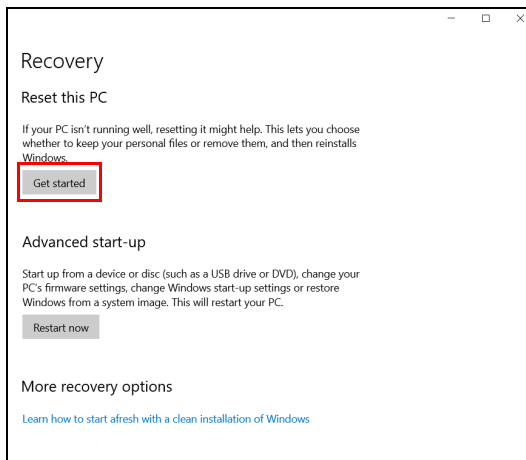 Recovery
Reset this PC
If your PC isn't running well, resetting it might help. This lets you choose
whether to keep your personal files or remove them, and then reinstalls
Windows.
Get started
Advanced start-up
Start up from a device or disc (such as a USB drive or DVD), change your
PC's firmware settings, change Windows start-up settings or restore
Windows from a system image. This will restart your PC.
Restart now
More recovery options
Learn how to start afresh with a clean installation of Windows